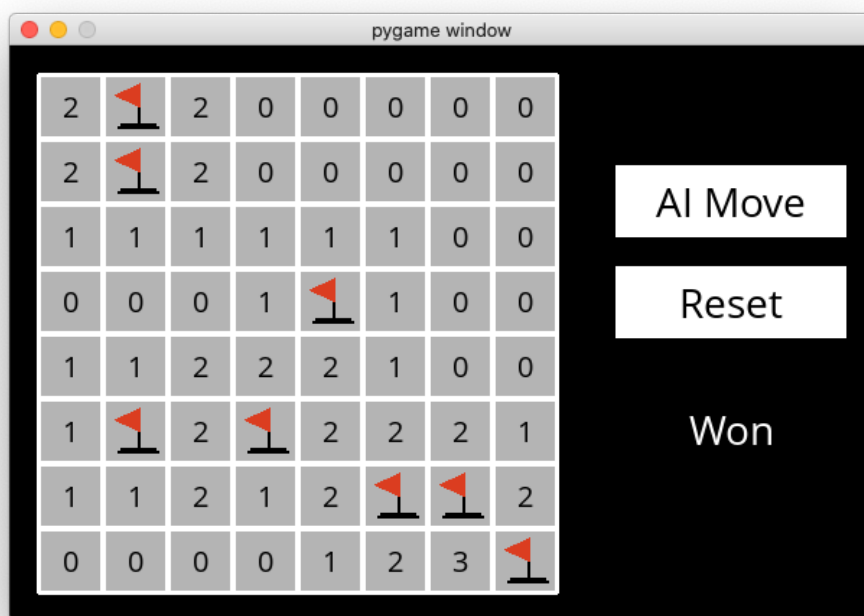 pygame window
2 2 0 0 0 0 0
2 2 0 0 0 0 0
1 1 1 1 1 1 0 0
0 0 0 1 1 0 0
1 1 2 2 2 1 0 0
1 2 2 2 2 1
1 1 2 1 2 2
0 0 0 0 1 2 3
AI Move
Reset
Won